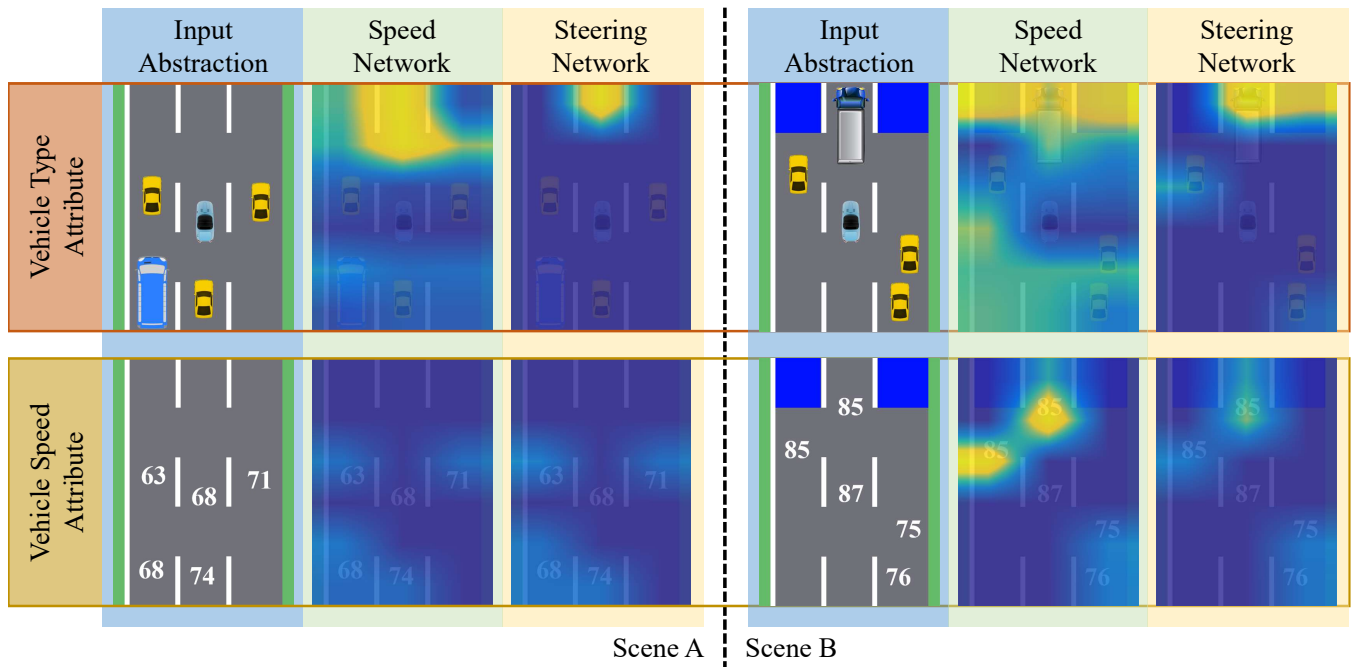 Input
Abstraction
Speed
Network
Steering
Network
Input
Abstraction
Speed
Network
Steering
Network
Vehicle Type
Attribute
Vehicle Speed
Attribute
63
68
71
68
74
63
68
71
68
74
63
68
71
68
74
85
85
87
75
76
85
85
87
75
76
85
85
87
75
76
Scene A
Scene B